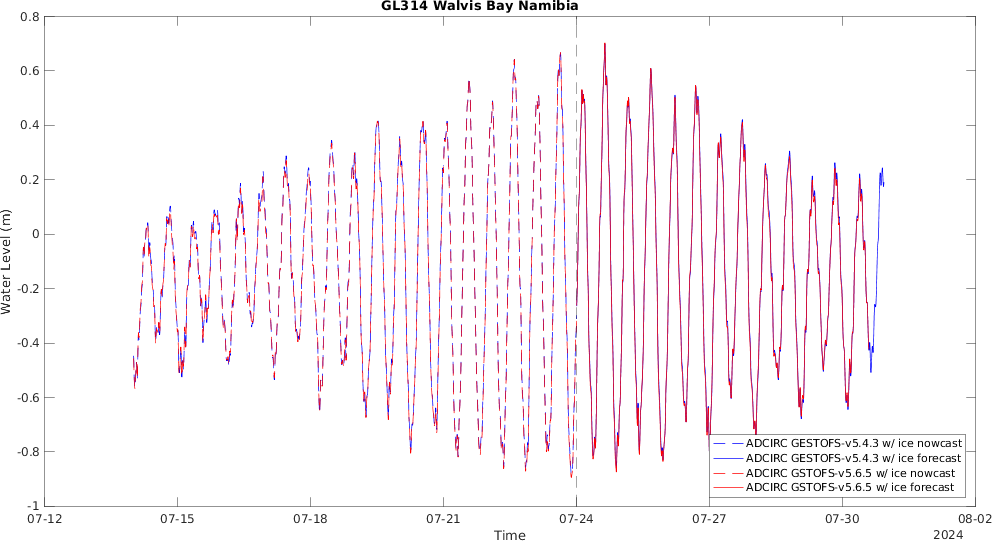 GL314 Walvis Bay Namibia
0.8
0.6
0.4
0.2
0
-0.2
-0.4
-0.6
-0.8
-1
Water Level (m)
ADCIRC GESTOFS-v5.4.3 w/ ice nowcast
ADCIRC GESTOFS-v5.4.3 w/ ice forecast
ADCIRC GSTOFS-v5.6.5 w/ ice nowcast
ADCIRC GSTOFS-v5.6.5 w/ ice forecast
07-12 07-15 07-18 07-21 07-24 07-27 07-30 08-02
Time
2024